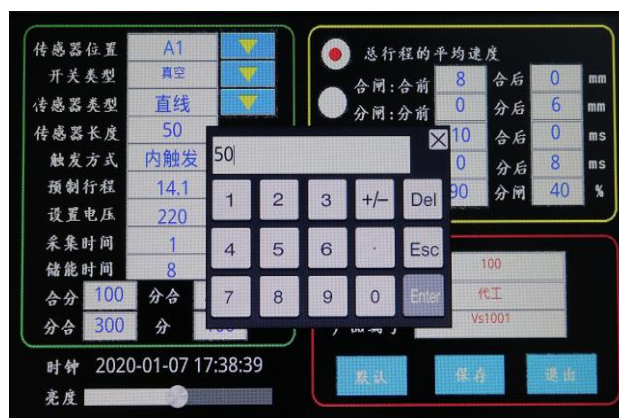 传感器位置 A1
开关类型 真空
传感器类型 直线
传感器长度 50
触发方式 内触发
预制行程 14.1
设置电压 220
采集时间 1
储能时间 8
合分 100 分合
分合 300 分
时钟 2020-01-07 17:38:39
亮度
总行程的平均速度
合闸:合前 8 合后 0 mm
分闸:分前 0 分后 6 mm
10 合后 0 ms
0 分后 8 ms
90 分闸 40 %
50
1 2 3 +/- Del
4 5 6 . Esc
7 8 9 0 Enter
100
代工
Vs1001
默认 保存 退出